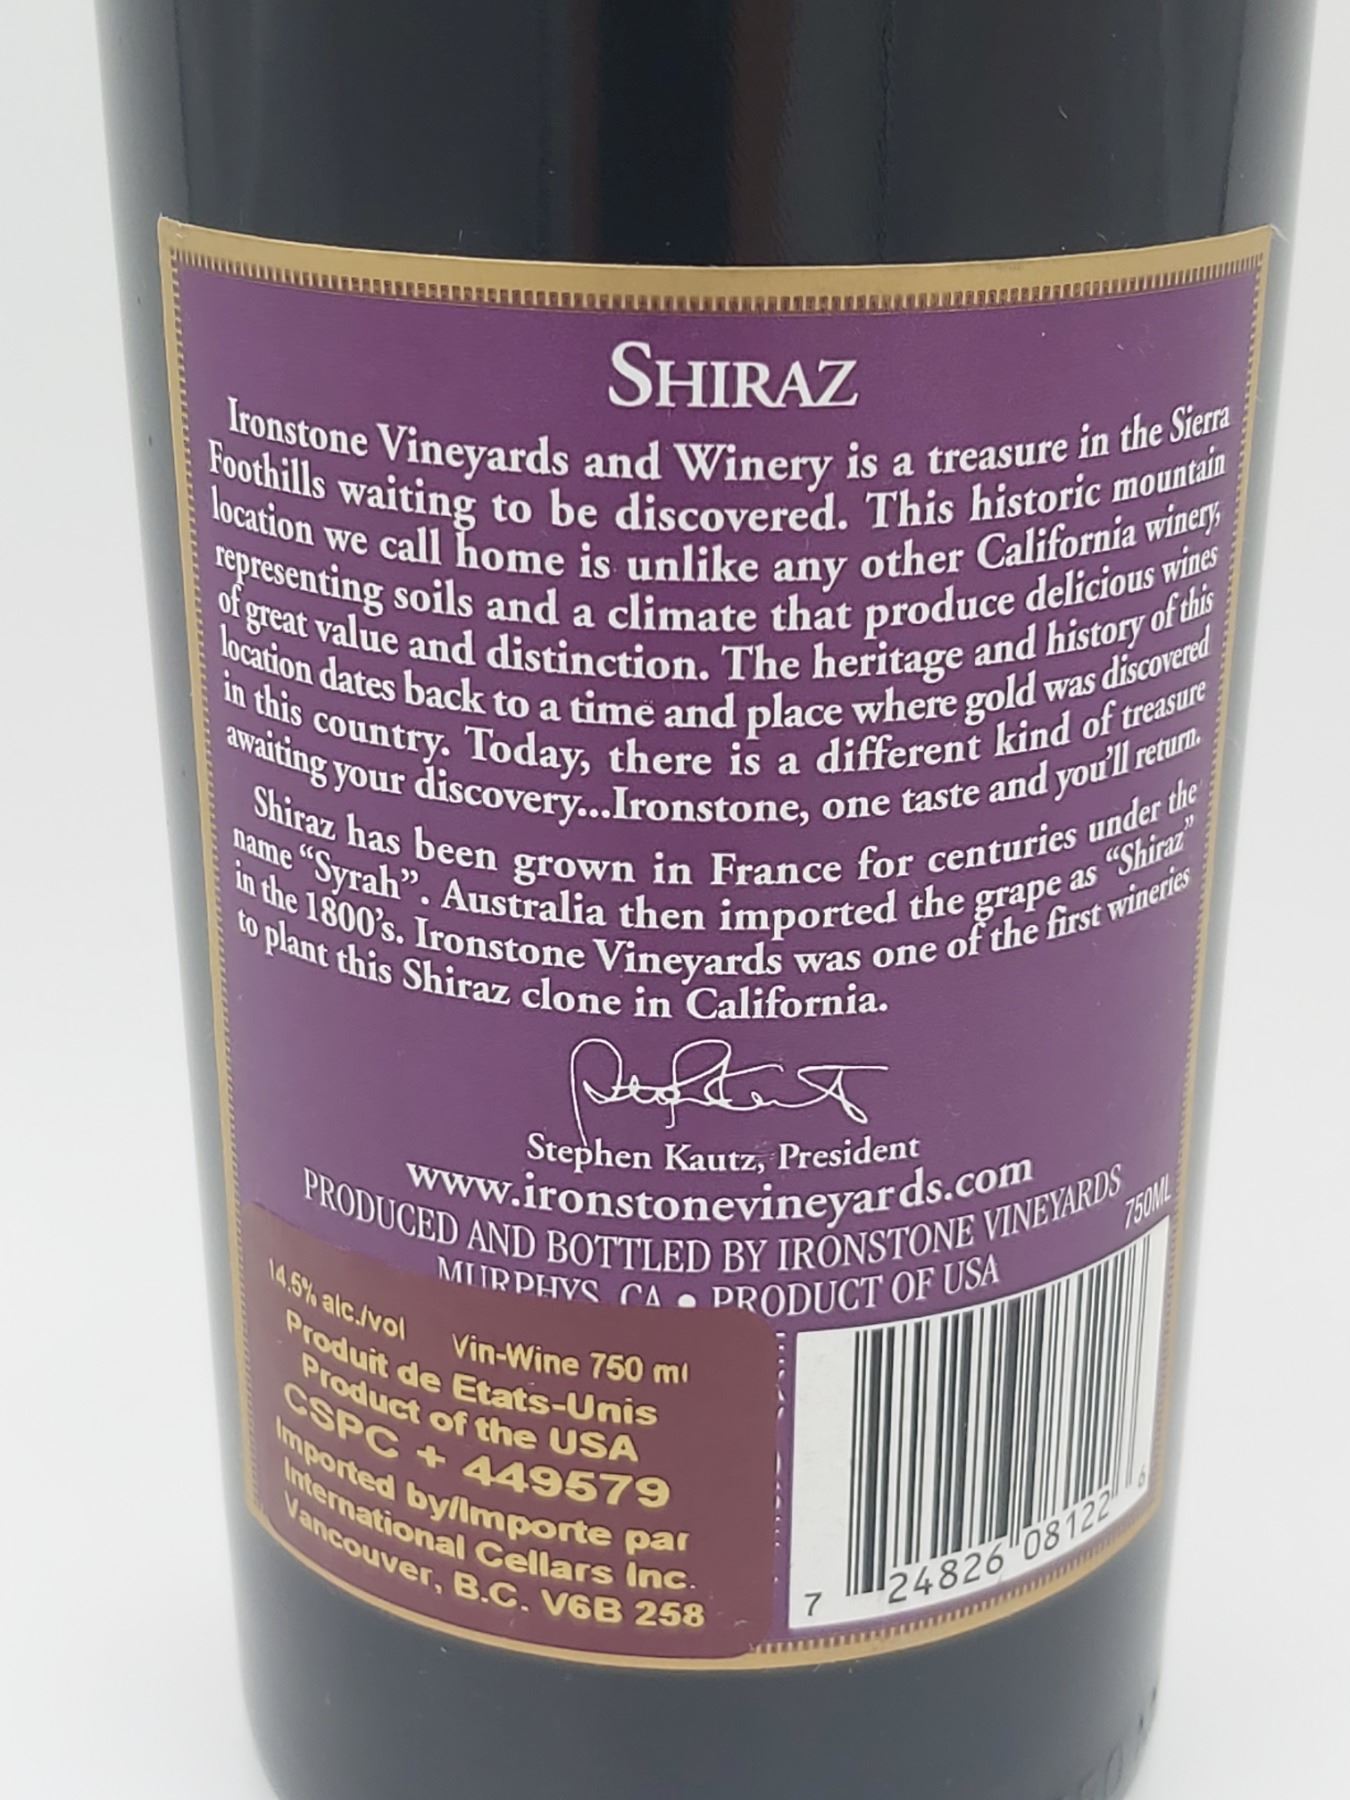 SHIRAZ
Ironstone Vineyards and Winery is a treasure in the Sierra
Foothills waiting to be discovered. This historic mountain
location we call home is unlike any other California winery,
representing soils and a climate that produce delicious wines
of great value and distinction. The heritage and history of this
location dates back to a time and place where gold was discovered
in this country. Today, there is a different kind of treasure
awaiting your discovery...Ironstone, one taste and you'll return.
Shiraz has been grown in France for centuries under the
name “Syrah”. Australia then imported the grape as “Shiraz”
in the 1800's. Ironstone Vineyards was one of the first wineries
to plant this Shiraz clone in California.
Stephen Kautz, President
www.ironstonevineyards.com
PRODUCED AND BOTTLED BY IRONSTONE VINEYARDS
MURPHYS, CA • PRODUCT OF USA
750ML
14.5% alc./vol Vin-Wine 750 ml
Produit de Etats-Unis
Product of the USA
CSPC + 449579
Imported by/Importe par
International Cellars Inc.
Vancouver, B.C. V6B 258
7 24826 08122 6